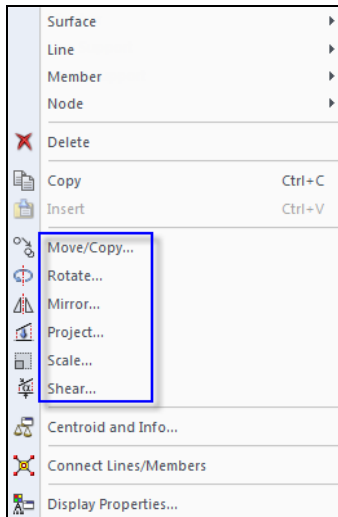 Surface
Line
Member
Node
Delete
Copy Ctrl+C
Insert Ctrl+V
Move/Copy...
Rotate...
Mirror...
Project...
Scale...
Shear...
Centroid and Info...
Connect Lines/Members
Display Properties...